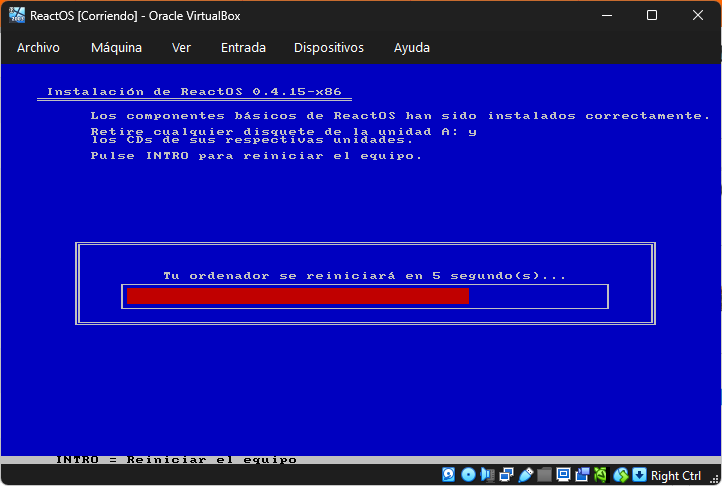 ReactOS [Corriendo] - Oracle VirtualBox
Archivo Máquina Ver Entrada Dispositivos Ayuda
Instalación de ReactOS 0.4.15-x86
Los componentes básicos de ReactOS han sido instalados correctamente.
Retire cualquier disquete de la unidad A: y
los CDs de sus respectivas unidades.
Pulse INTRO para reiniciar el equipo.
Tu ordenador se reiniciará en 5 segundo(s)...
INTRO = Reiniciar el equipo
Right Ctrl